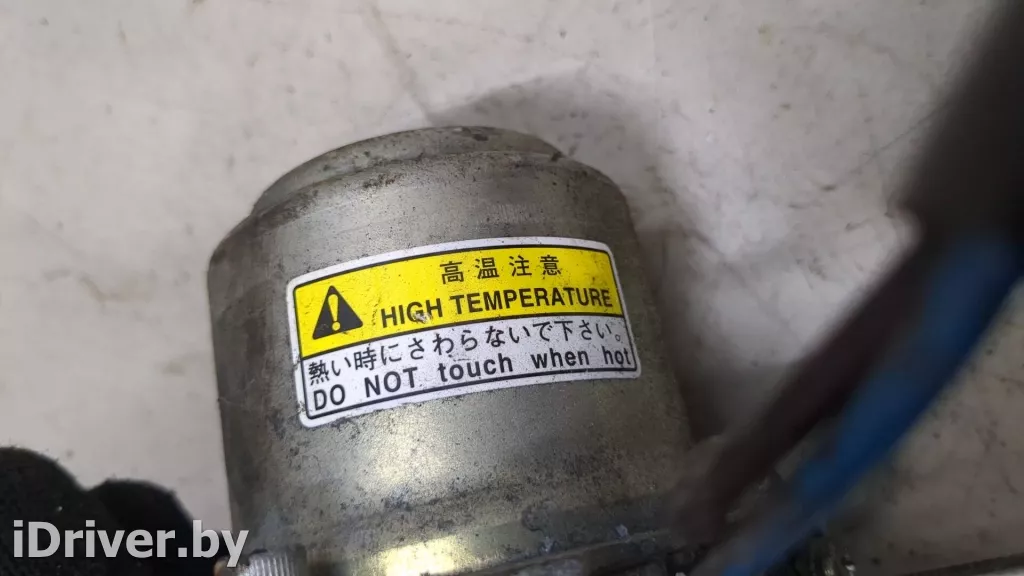 高温注意
HIGH TEMPERATURE
熱い時にさわらないで下さい。
DO NOT touch when hot
iDriver.by